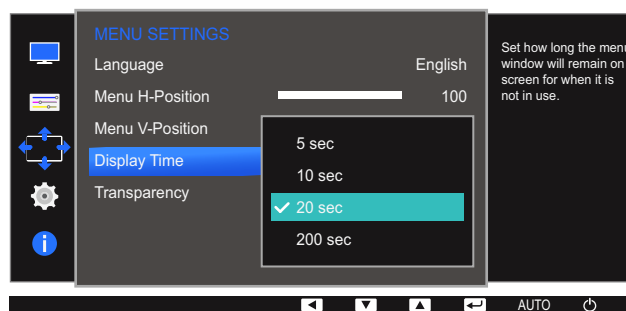 MENU SETTINGS
Language English
Menu H-Position 100
Menu V-Position
Display Time
Transparency
5 sec
10 sec
20 sec
200 sec
Set how long the menu
window will remain on
screen for when it is
not in use.
AUTO